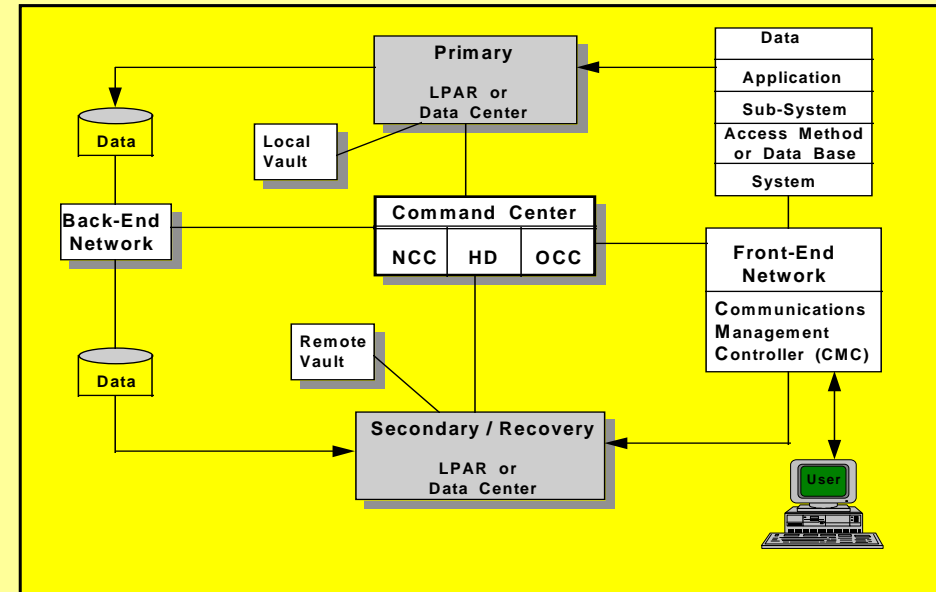 Primary
LPAR or
Data Center
Data
Application
Sub-System
Access Method
or Data Base
System
Data
Local
Vault
Back-End
Network
Command Center
NCC HD OCC
Front-End
Network
Communications
Management
Controller (CMC)
Remote
Vault
Data
Secondary / Recovery
LPAR or
Data Center
User